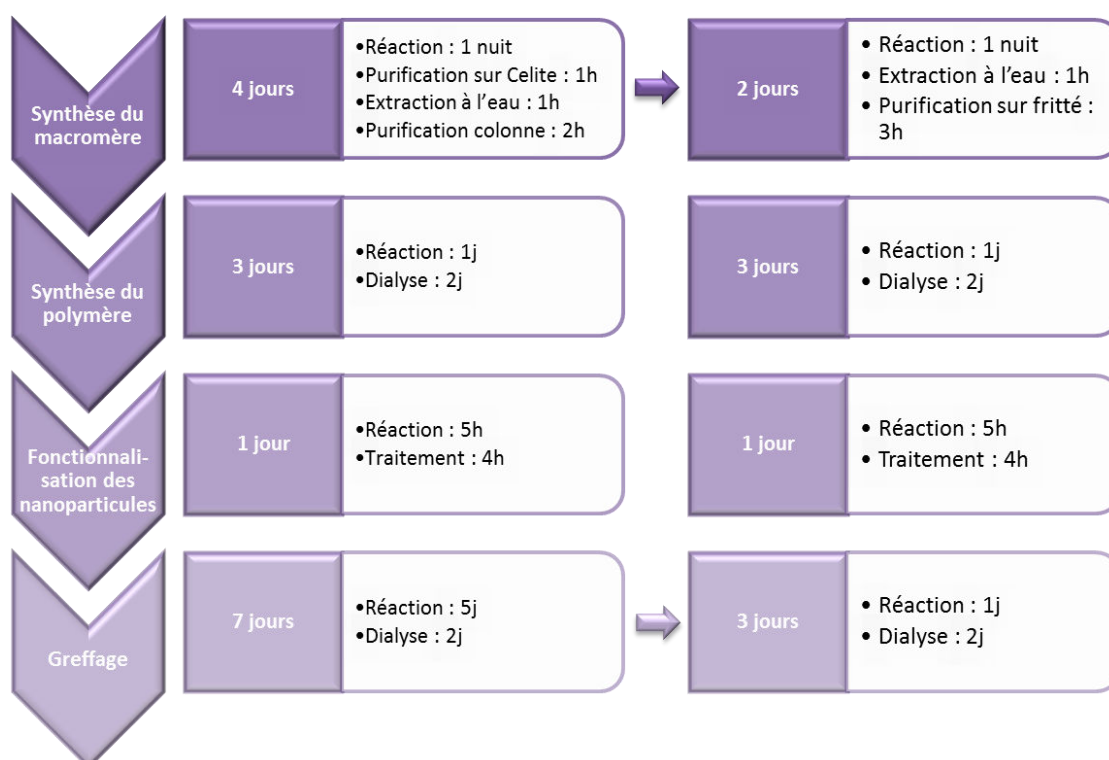 Synthèse du
macromère
4 jours
•Réaction : 1 nuit
•Purification sur Celite : 1h
•Extraction à l'eau : 1h
•Purification colonne : 2h
2 jours
• Réaction : 1 nuit
• Extraction à l'eau : 1h
• Purification sur fritté :
3h
Synthèse du
polymère
3 jours
•Réaction : 1j
•Dialyse : 2j
3 jours
• Réaction : 1j
• Dialyse : 2j
Fonctionnali-
sation des
nanoparticules
1 jour
•Réaction : 5h
•Traitement : 4h
1 jour
• Réaction : 5h
• Traitement : 4h
Greffage
7 jours
•Réaction : 5j
•Dialyse : 2j
3 jours
• Réaction : 1j
• Dialyse : 2j